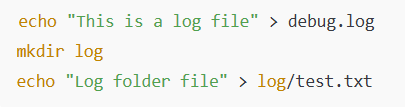 echo "This is a log file" > debug.log
mkdir log
echo "Log folder file" > log/test.txt